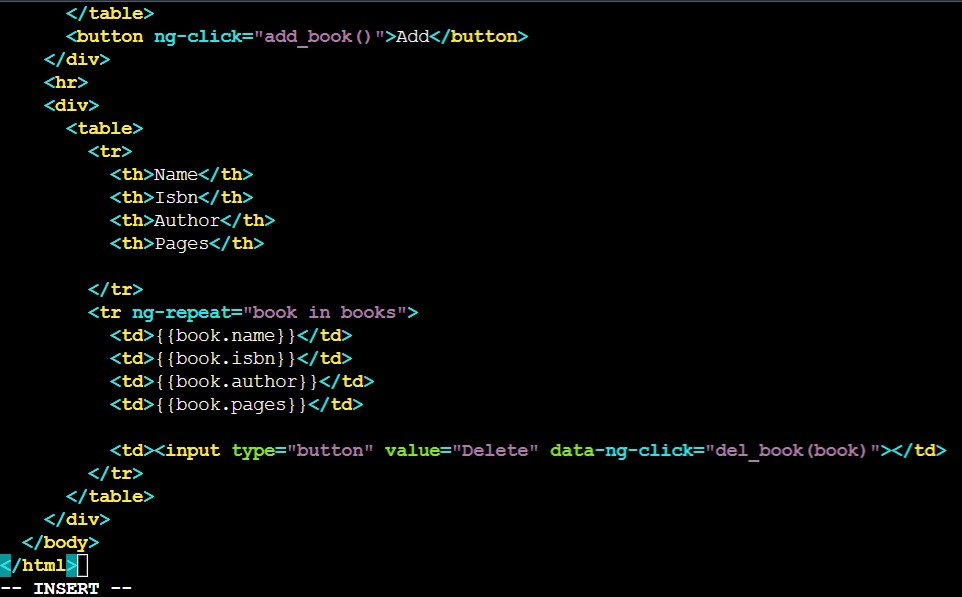 </table>
      <button ng-click="add_book()">Add</button>
    </div>
    <hr>
    <div>
      <table>
        <tr>
          <th>Name</th>
          <th>Isbn</th>
          <th>Author</th>
          <th>Pages</th>

        </tr>
        <tr ng-repeat="book in books">
          <td>{{book.name}}</td>
          <td>{{book.isbn}}</td>
          <td>{{book.author}}</td>
          <td>{{book.pages}}</td>

          <td><input type="button" value="Delete" data-ng-click="del_book(book)"></td>
        </tr>
      </table>
    </div>
  </body>
</html>
-- INSERT --